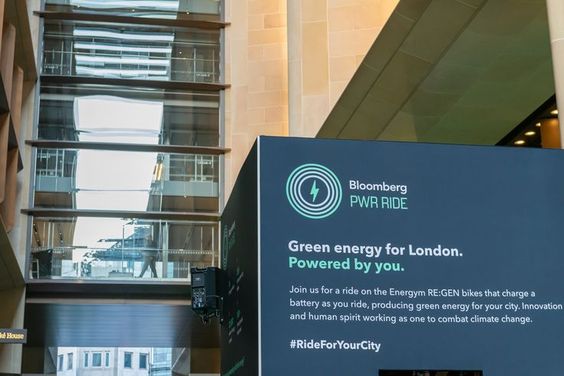 Bloomberg
PWR RIDE
Green energy for London.
Powered by you.
Join us for a ride on the Energym RE:GEN bikes that charge a
battery as you ride, producing green energy for your city. Innovation
and human spirit working as one to combat climate change.
#RideForYourCity
House